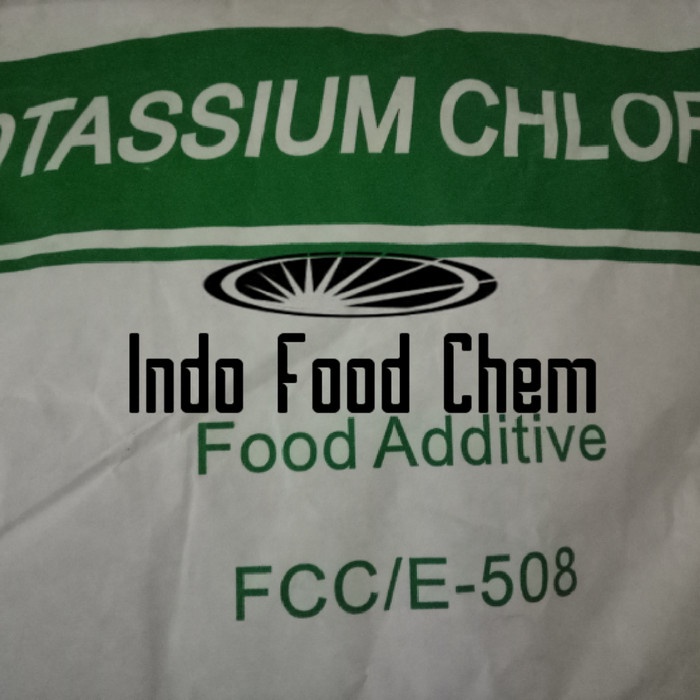 OTASSIUM CHLOR
Indo Food Chem
Food Additive
FCC/E-508